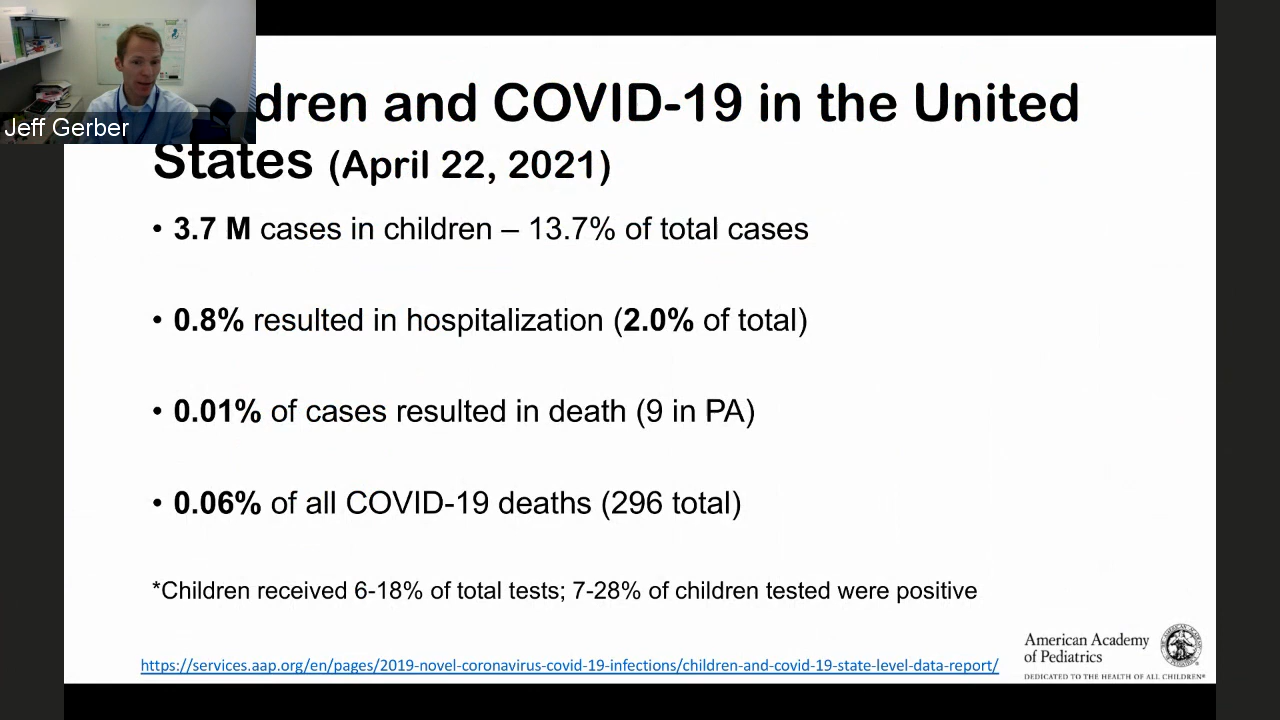 Jeff Gerber
dren and COVID-19 in the United
States (April 22, 2021)
• 3.7 M cases in children – 13.7% of total cases
• 0.8% resulted in hospitalization (2.0% of total)
• 0.01% of cases resulted in death (9 in PA)
• 0.06% of all COVID-19 deaths (296 total)
*Children received 6-18% of total tests; 7-28% of children tested were positive
https://services.aap.org/en/pages/2019-novel-coronavirus-covid-19-infections/children-and-covid-19-state-level-data-report/
American Academy
of Pediatrics
DEDICATED TO THE HEALTH OF ALL CHILDREN®